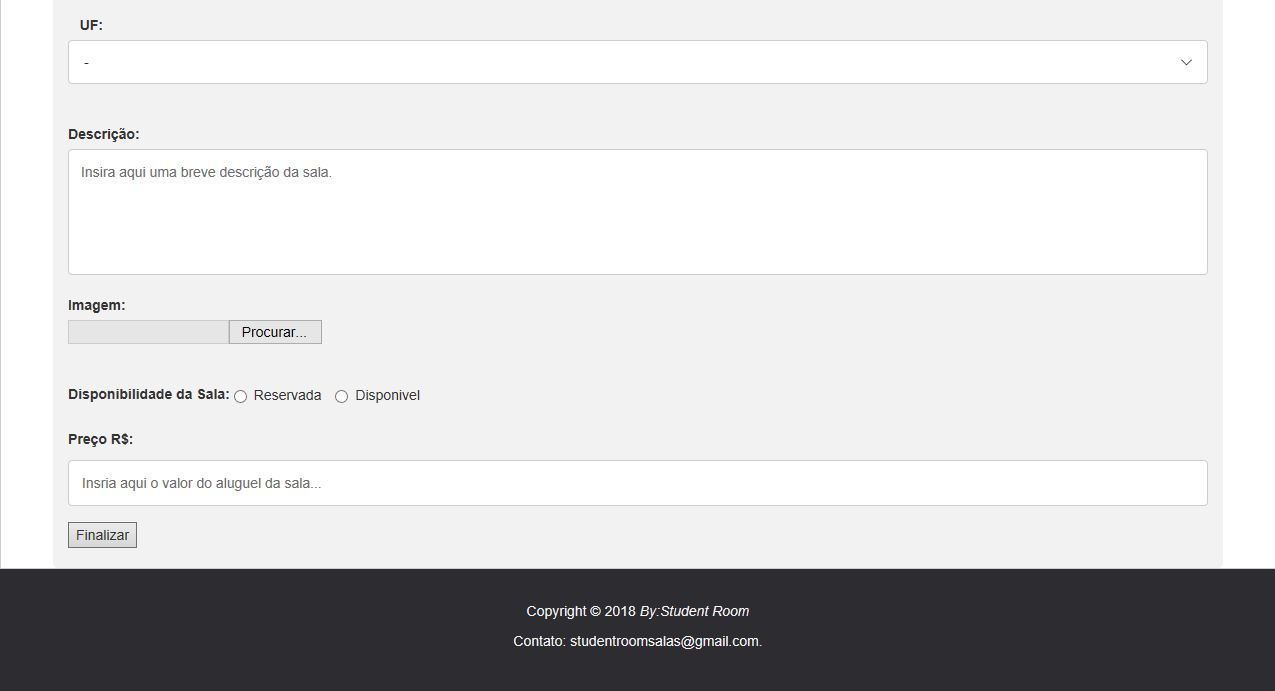 UF:
-
Descrição:
Insira aqui uma breve descrição da sala.
Imagem:
Procurar...
Disponibilidade da Sala: Reservada Disponivel
Preço R$:
Insria aqui o valor do aluguel da sala...
Finalizar
Copyright © 2018 By:Student Room
Contato: studentroomsalas@gmail.com.